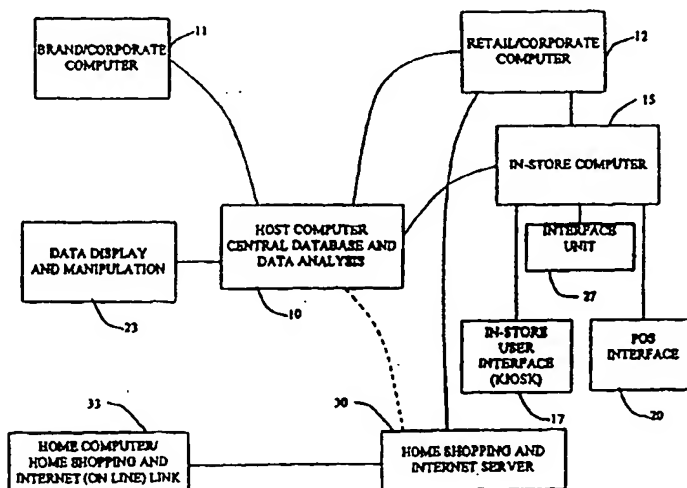 BRAND/CORPORATE
COMPUTER
11
RETAIL/CORPORATE
COMPUTER
12
15
IN-STORE COMPUTER
HOST COMPUTER
CENTRAL DATABASE AND
DATA ANALYSIS
10
DATA DISPLAY
AND MANIPULATION
23
INTERFACE
UNIT
27
IN-STORE
USER
INTERFACE
(KIOSK)
17
POS
INTERFACE
20
33
HOME COMPUTER/
HOME SHOPPING AND
INTERNET (ON LINE) LINK
30
HOME SHOPPING AND
INTERNET SERVER